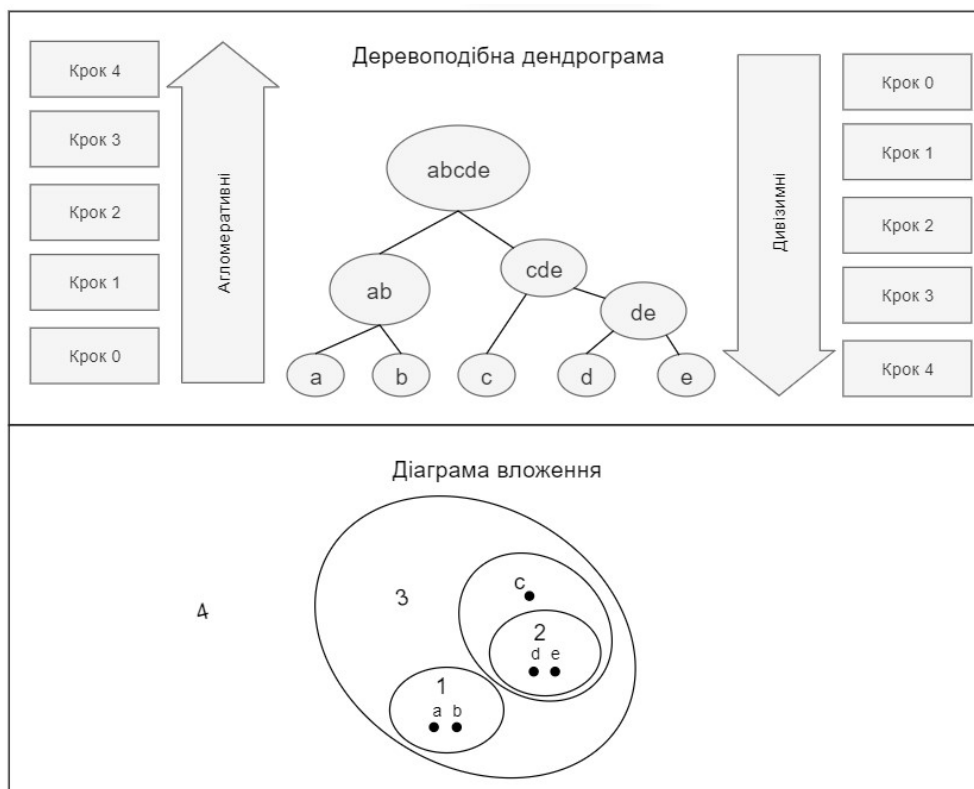 Деревоподібна дендрограма
Крок 4
Крок 3
Крок 2
Крок 1
Крок 0
Агломеративні
abcde
ab
cde
de
a
b
c
d
e
Дивізимні
Крок 0
Крок 1
Крок 2
Крок 3
Крок 4
Діаграма вложення
4
3
c
2
d e
1
a b